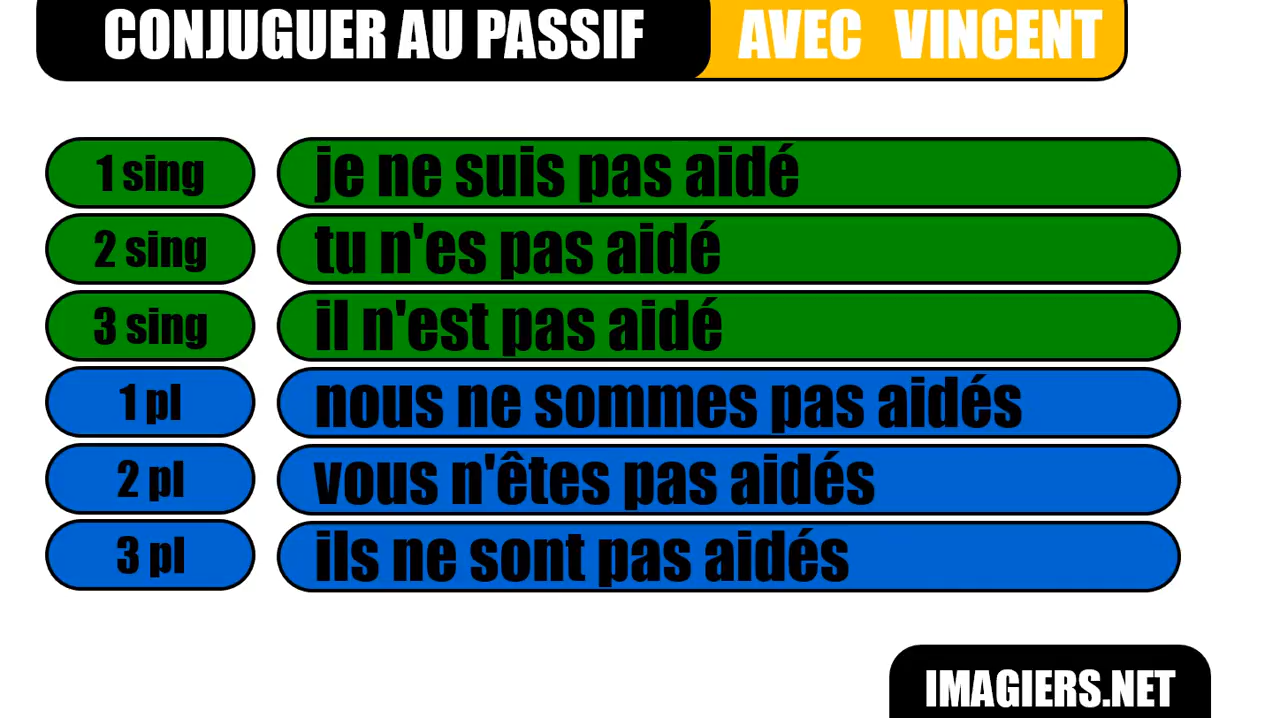 CONJUGUER AU PASSIF AVEC VINCENT
1 sing je ne suis pas aidé
2 sing tu n'es pas aidé
3 sing il n'est pas aidé
1 pl nous ne sommes pas aidés
2 pl vous n'êtes pas aidés
3 pl ils ne sont pas aidés
IMAGIERS.NET